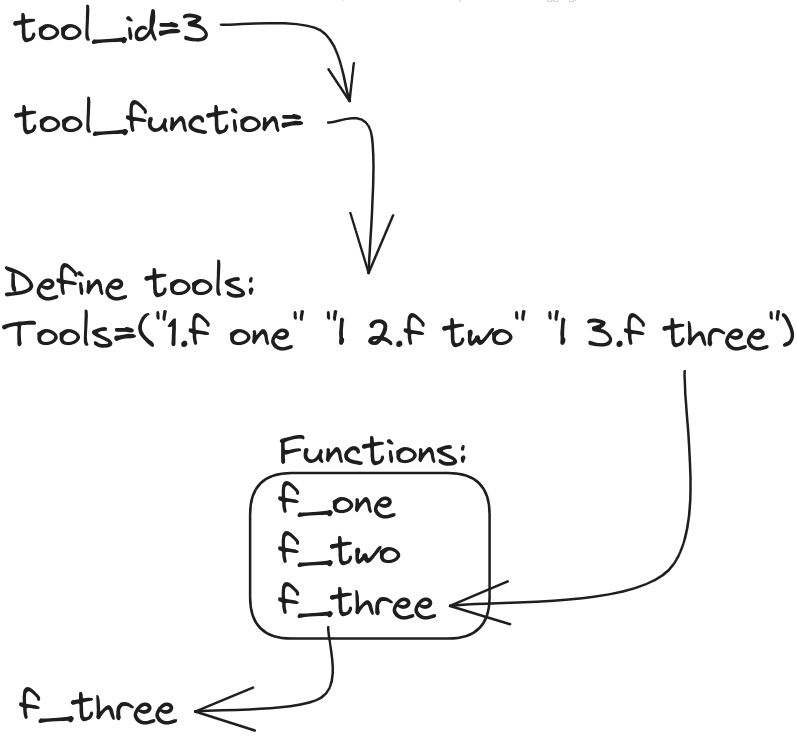 tool_id=3
tool_function=
Define tools:
Tools=("1.f one" "| 2.f two" "| 3.f three")
Functions:
f_one
f_two
f_three
f_three